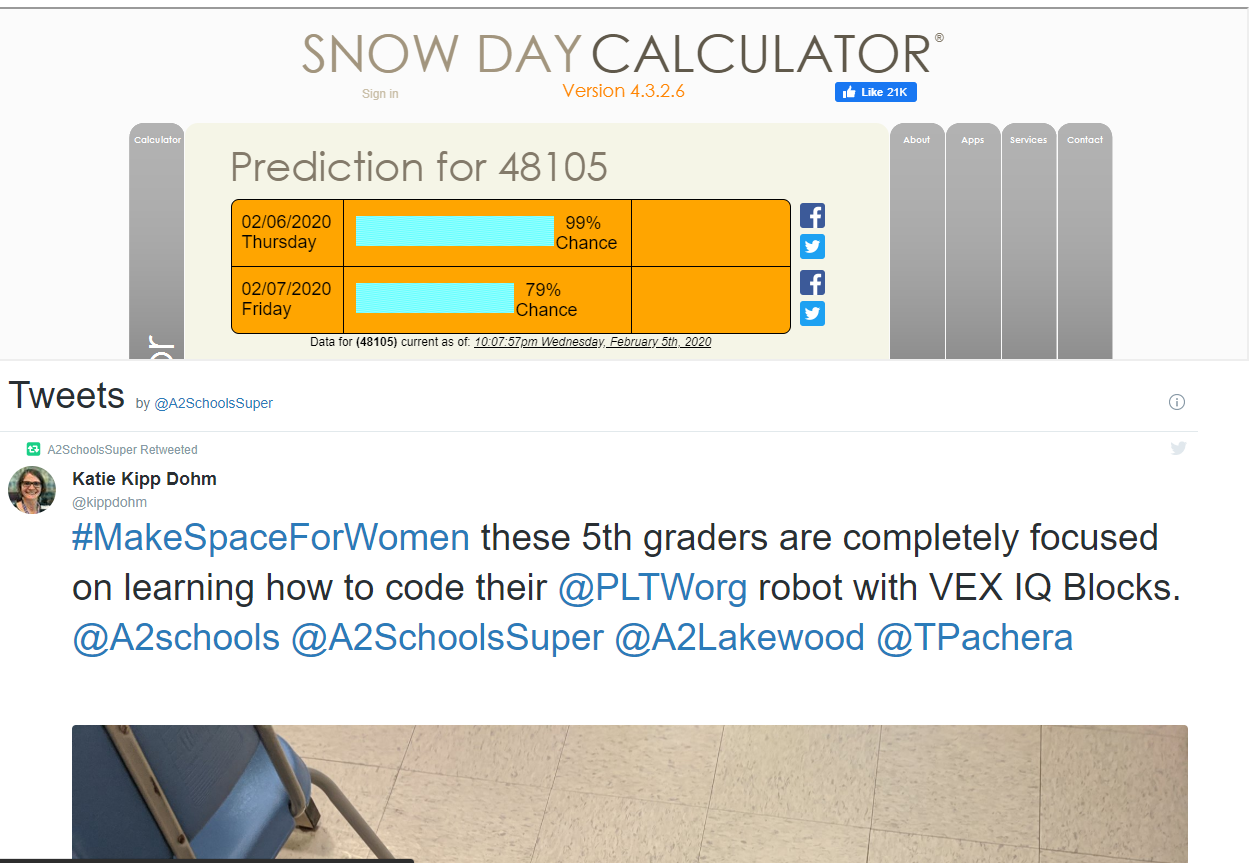 SNOW DAY CALCULATOR®
Sign in
Version 4.3.2.6
Like 21K
Calculator
About
Apps
Services
Contact
Prediction for 48105
02/06/2020
Thursday
99%
Chance
02/07/2020
Friday
79%
Chance
Data for (48105) current as of: 10:07:57pm Wednesday, February 5th, 2020
or
Tweets by @A2SchoolsSuper
A2SchoolsSuper Retweeted
Katie Kipp Dohm
@kippdohm
#MakeSpaceForWomen these 5th graders are completely focused
on learning how to code their @PLTWorg robot with VEX IQ Blocks.
@A2schools @A2SchoolsSuper @A2Lakewood @TPachera